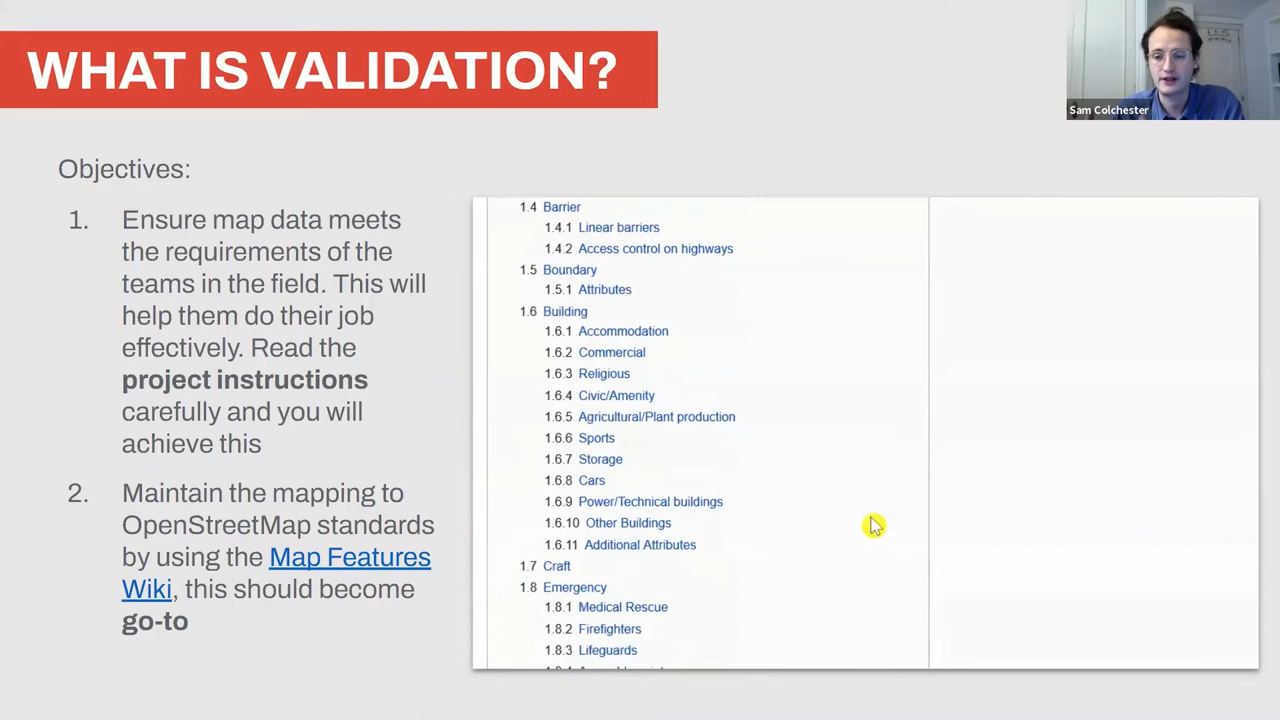 WHAT IS VALIDATION?
Sam Colchester
Objectives:
1. Ensure map data meets
the requirements of the
teams in the field. This will
help them do their job
effectively. Read the
project instructions
carefully and you will
achieve this
2. Maintain the mapping to
OpenStreetMap standards
by using the Map Features
Wiki, this should become
go-to
1.4 Barrier
1.4.1 Linear barriers
1.4.2 Access control on highways
1.5 Boundary
1.5.1 Attributes
1.6 Building
1.6.1 Accommodation
1.6.2 Commercial
1.6.3 Religious
1.6.4 Civic/Amenity
1.6.5 Agricultural/Plant production
1.6.6 Sports
1.6.7 Storage
1.6.8 Cars
1.6.9 Power/Technical buildings
1.6.10 Other Buildings
1.6.11 Additional Attributes
1.7 Craft
1.8 Emergency
1.8.1 Medical Rescue
1.8.2 Firefighters
1.8.3 Lifeguards